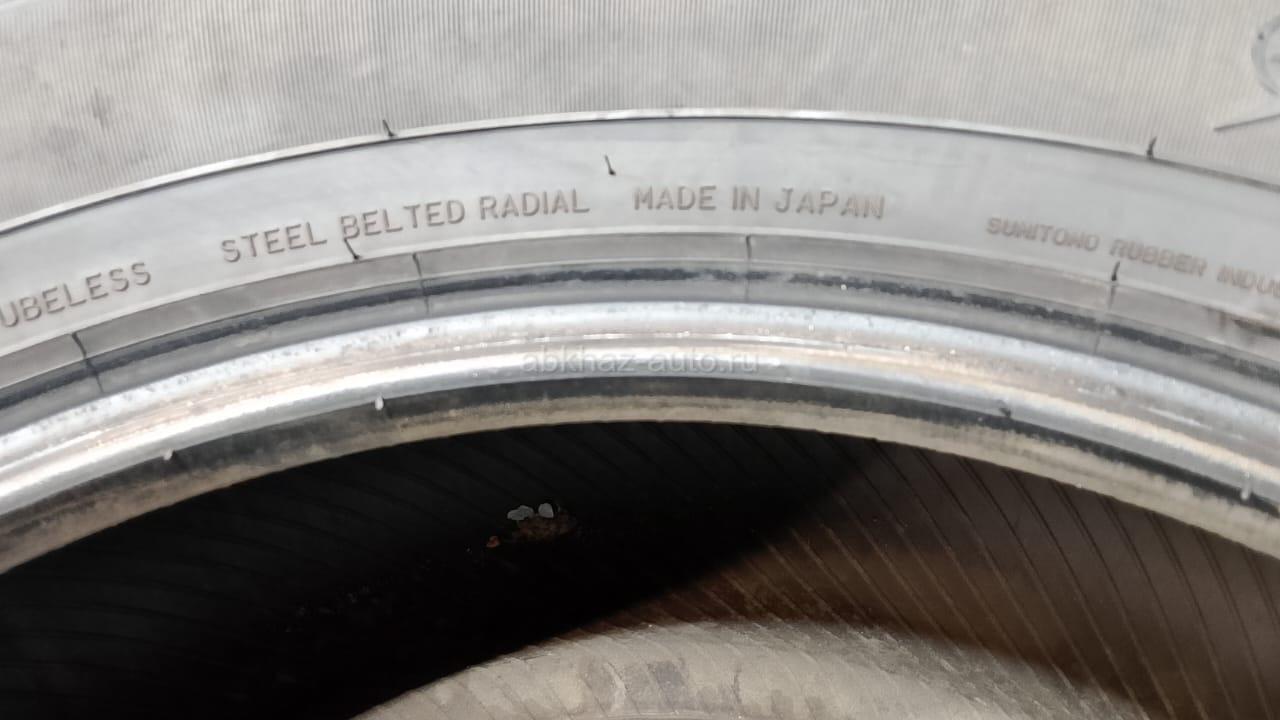 UBELESS STEEL BELTED RADIAL MADE IN JAPAN SUMITOMO RUBBER INDU
abkhaz-auto.ru